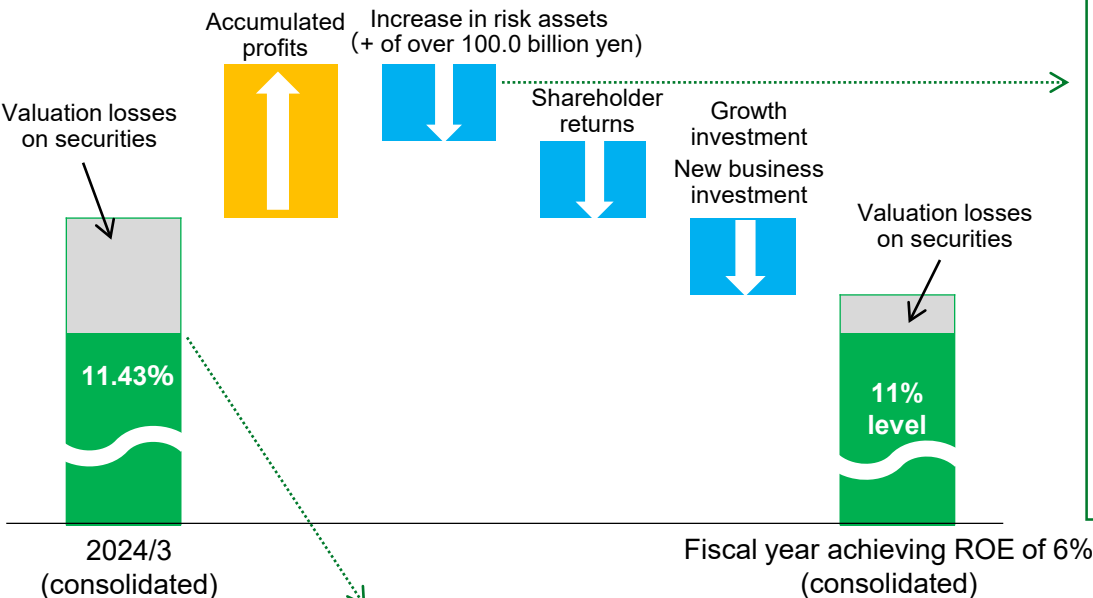 Accumulated
profits
Increase in risk assets
(+ of over 100.0 billion yen)
Valuation losses
on securities
Shareholder
returns
Growth
investment
New business
investment
Valuation losses
on securities
11.43%
11%
level
2024/3
(consolidated)
Fiscal year achieving ROE of 6%
(consolidated)